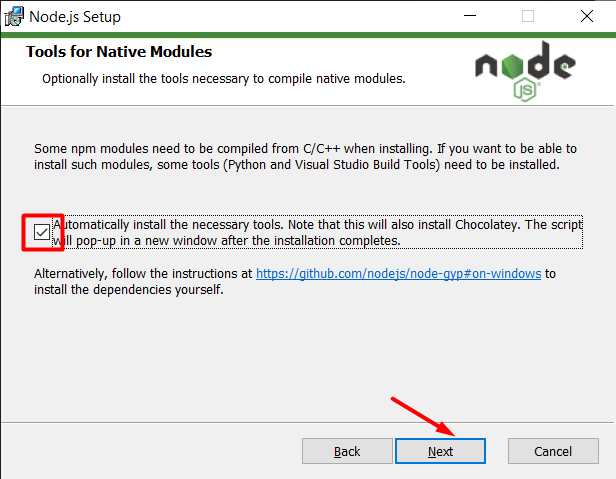 Node.js Setup
Tools for Native Modules
Optionally install the tools necessary to compile native modules.
node
JS
Some npm modules need to be compiled from C/C++ when installing. If you want to be able to
install such modules, some tools (Python and Visual Studio Build Tools) need to be installed.
Automatically install the necessary tools. Note that this will also install Chocolatey. The script
will pop-up in a new window after the installation completes.
Alternatively, follow the instructions at https://github.com/nodejs/node-gyp#on-windows to
install the dependencies yourself.
Back
Next
Cancel